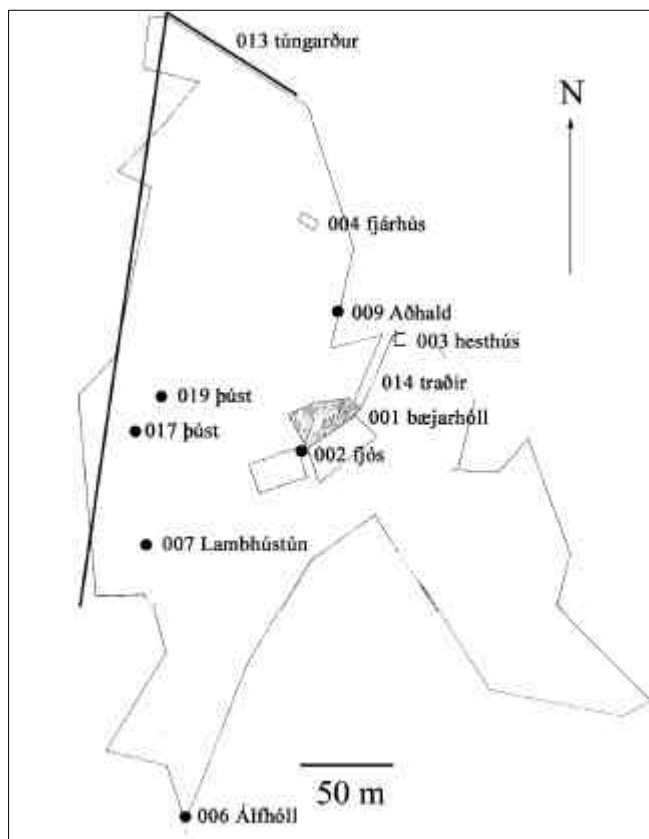 013 túngarður
N
004 fjárhús
009 Aðhald
003 hesthús
014 traðir
019 þúst
001 bæjarhóll
017 þúst
002 fjós
007 Lambhústún
50 m
006 Álfhóll